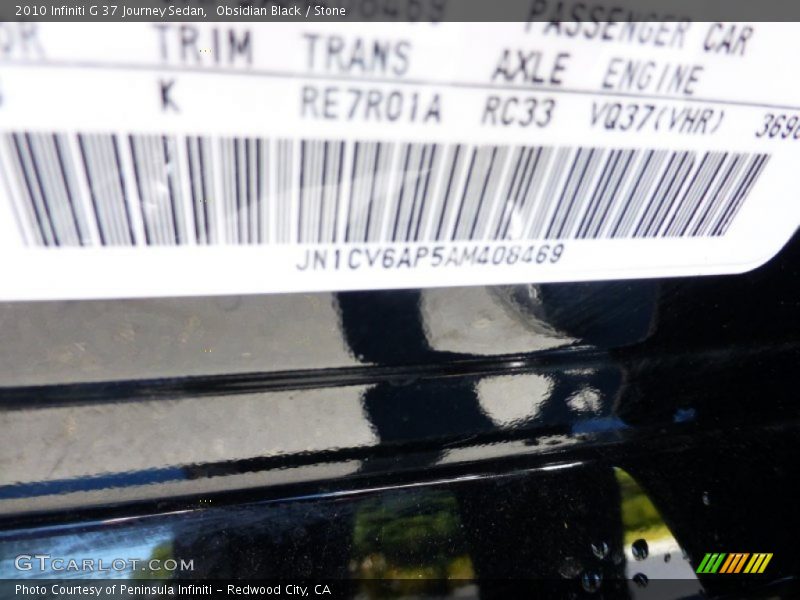 2010 Infiniti G 37 Journey Sedan, Obsidian Black / Stone
PASSENGER CAR
TRIM TRANS AXLE ENGINE
K RE7R01A RC33 VQ37(VHR)
JN1CV6AP5AM408469
GTCARLOT.COM
Photo Courtesy of Peninsula Infiniti - Redwood City, CA